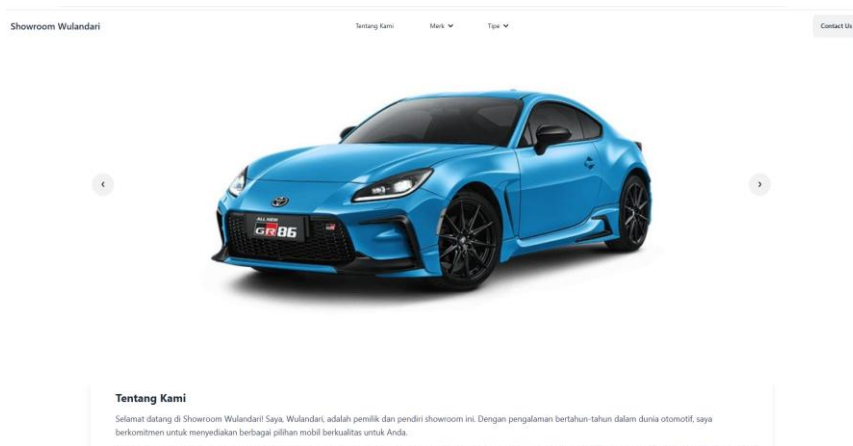 Showroom Wulandari
Tentang Kami
Merk
Tipe
Contact Us
ALL NEW
GR86
Tentang Kami
Selamat datang di Showroom Wulandari! Saya, Wulandari, adalah pemilik dan pendiri showroom ini. Dengan pengalaman bertahun-tahun dalam dunia otomotif, saya
berkomitmen untuk menyediakan berbagai pilihan mobil berkualitas untuk Anda.